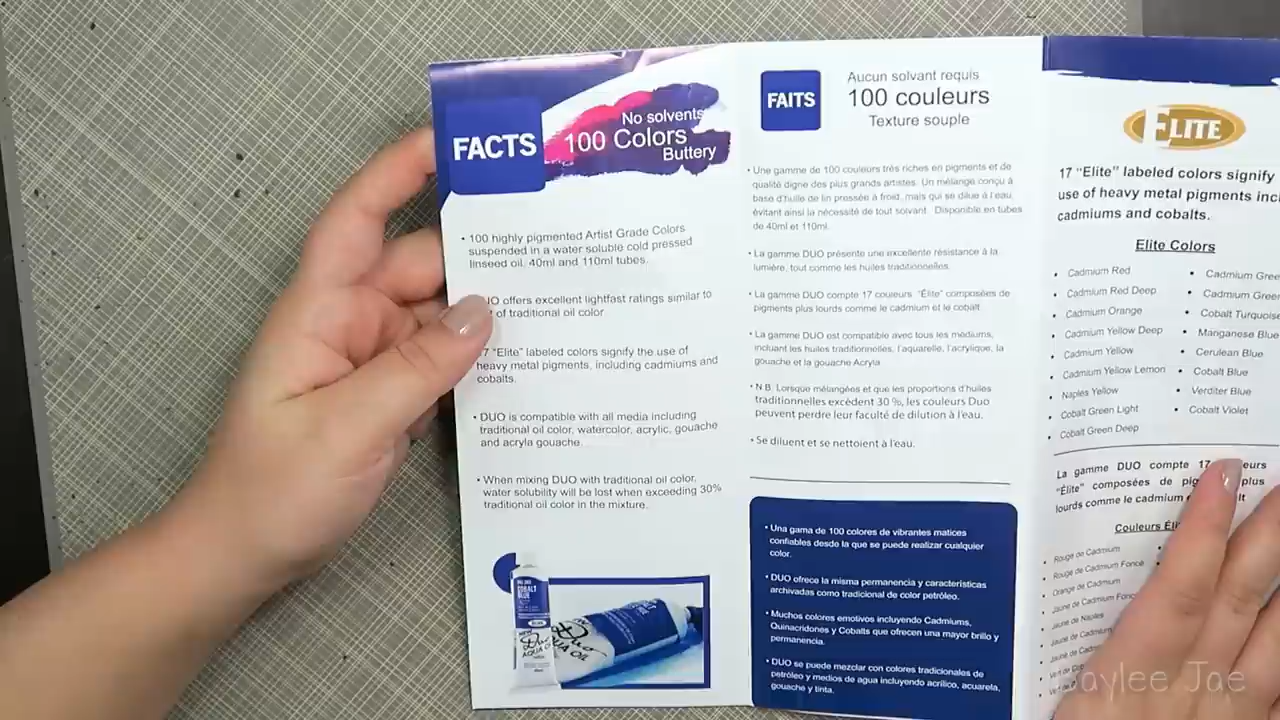 FACTS
No solvents
100 Colors
Buttery
• 100 highly pigmented Artist Grade Colors
suspended in a water soluble cold pressed
linseed oil. 40ml and 110ml tubes.
offers excellent lightfast ratings similar to
of traditional oil color
"Elite" labeled colors signify the use of
heavy metal pigments, including cadmiums and
cobalts.
• DUO is compatible with all media including
traditional oil color, watercolor, acrylic, gouache
and acryla gouache.
• When mixing DUO with traditional oil color,
water solubility will be lost when exceeding 30%
traditional oil color in the mixture.
COBALT
BLUE
Duo
AQUA OIL
FAITS
Aucun solvant requis
100 couleurs
Texture souple
• Une gamme de 100 couleurs très riches en pigments et de
qualité digne des plus grands artistes. Un mélange conçu à
base d'huile de lin pressée à froid, mais qui se dilue à l'eau,
évitant ainsi la nécessité de tout solvant. Disponible en tubes
de 40ml et 110ml.
• La gamme DUO présente une excellente résistance à la
lumière, tout comme les huiles traditionnelles.
• La gamme DUO compte 17 couleurs "Élite" composées de
pigments plus lourds comme le cadmium et le cobalt
• La gamme DUO est compatible avec tous les médiums,
incluant les huiles traditionnelles, l'aquarelle, l'acrylique, la
gouache et la gouache Acryla
• N.B. Lorsque mélangées et que les proportions d'huiles
traditionnelles excèdent 30 %, les couleurs Duo
peuvent perdre leur faculté de dilution à l'eau.
• Se diluent et se nettoient à l'eau.
• Una gama de 100 colores de vibrantes matices
confiables desdo la que se puede realizar cualquier
color.
• DUO ofrece la misma permanencia y características
archivadas como tradicional de color petróleo.
• Muchos colores emotivos incluyendo Cadmiums,
Quinacridones y Cobalts que ofrecen una mayor brillo y
permanencia.
• DUO se puede mezclar con colores tradicionales de
petróleo y medios de agua incluyendo acrílico, acuarela,
gouache y tinta.
ELITE
17 "Elite" labeled colors signify
use of heavy metal pigments incl
cadmiums and cobalts.
Elite Colors
• Cadmium Red
• Cadmium Red Deep
• Cadmium Orange
• Cadmium Yellow Deep
• Cadmium Yellow
• Cadmium Yellow Lemon
• Naples Yellow
• Cobalt Green Light
• Cobalt Green Deep
• Cadmium Gree
• Cadmium Green
• Cobalt Turquoise
• Manganese Blue
• Cerulean Blue
• Cobalt Blue
• Verditer Blue
• Cobalt Violet
La gamme DUO compte 17
"Élite" composées de plus
lourds comme le cadmium
Couleurs
• Rouge de Cadmium
• Rouge de Cadmium Foncé
• Orange de Cadmium
• Jaune de Cadmium Foncé
• Jaune de Naples
• Jaune de Cadmium
Jae